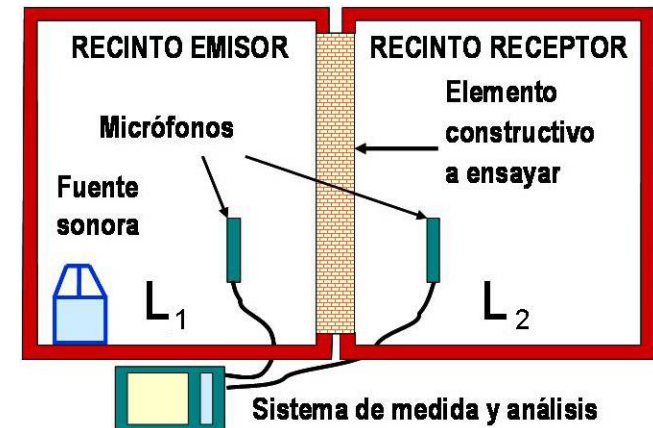 RECINTO EMISOR
RECINTO RECEPTOR
Elemento
constructivo
a ensayar
Micrófonos
Fuente
sonora
L1
L2
Sistema de medida y análisis